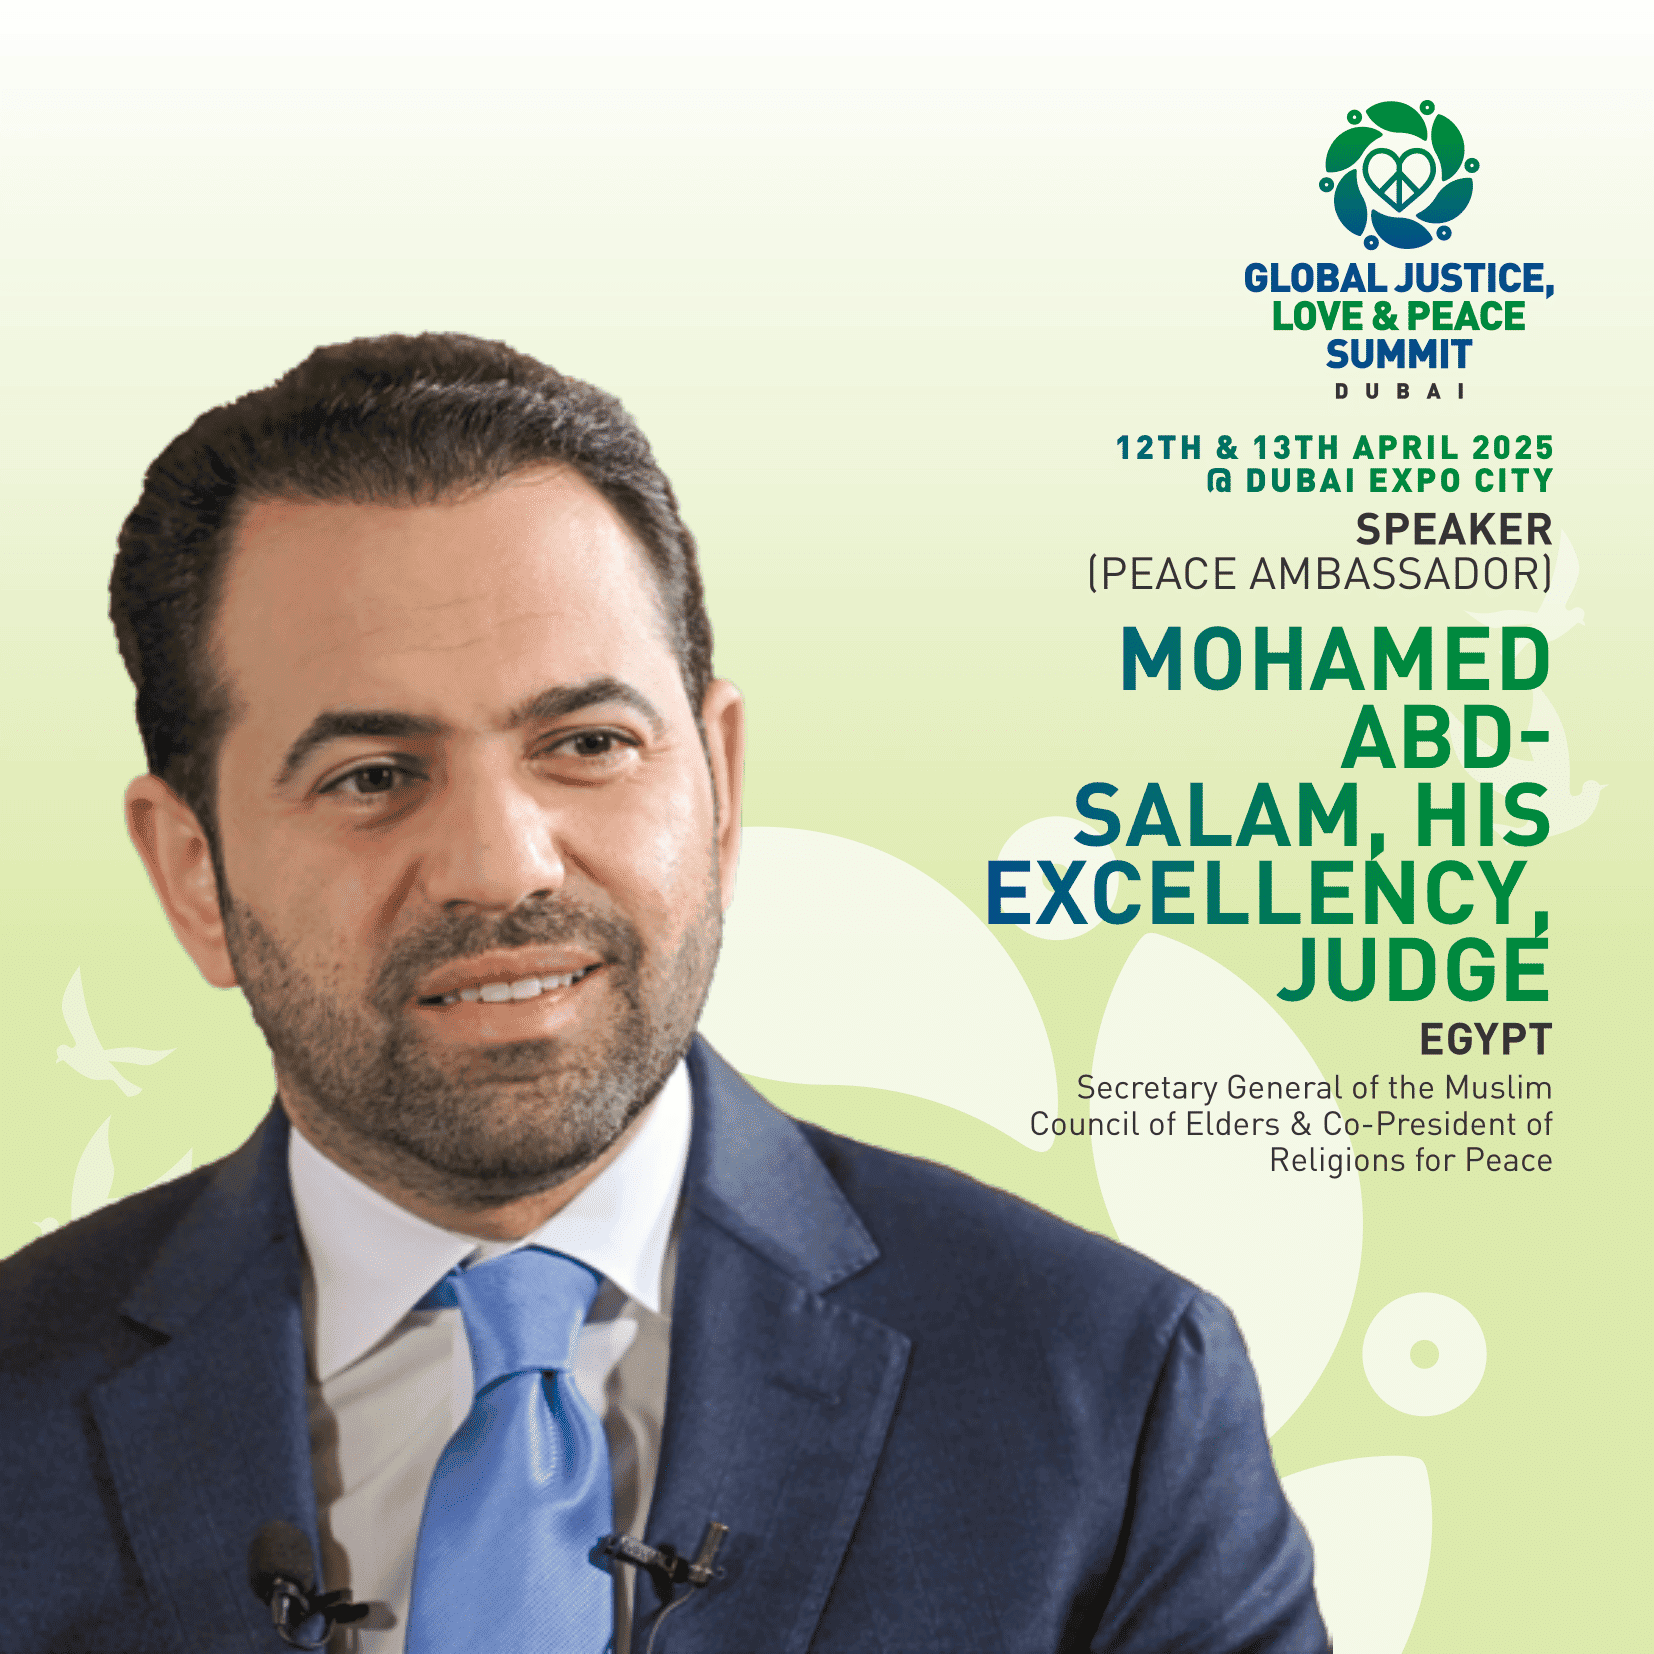 GLOBAL JUSTICE,
LOVE & PEACE
SUMMIT
DUBAI
12TH & 13TH APRIL 2025
@ DUBAI EXPO CITY
SPEAKER
(PEACE AMBASSADOR)
MOHAMED
ABD-
SALAM, HIS
EXCELLENCY,
JUDGE
EGYPT
Secretary General of the Muslim
Council of Elders & Co-President of
Religions for Peace